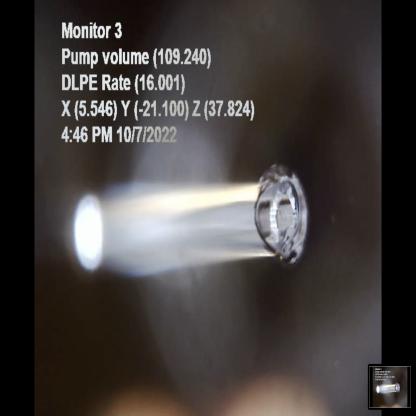 Monitor 3
Pump volume (109.240)
DLPE Rate (16.001)
X (5.546) Y (-21.100) Z (37.824)
4:46 PM 10/7/2022